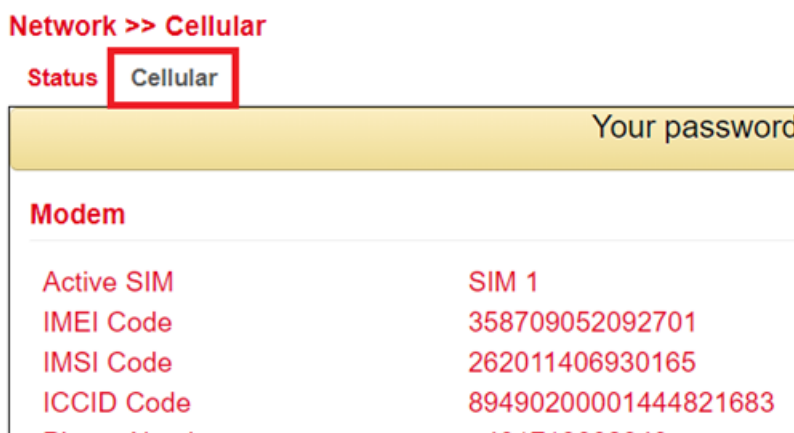 Network >> Cellular
Status Cellular
Your password
Modem
Active SIM SIM 1
IMEI Code 358709052092701
IMSI Code 262011406930165
ICCID Code 89490200001444821683